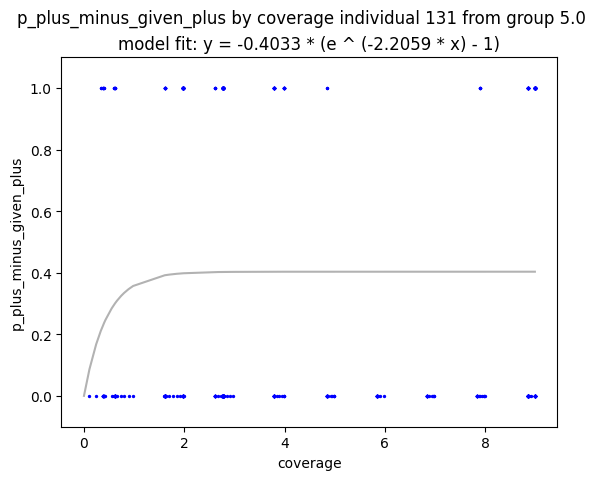 p_plus_minus_given_plus by coverage individual 131 from group 5.0
model fit: y = -0.4033 * (e ^ (-2.2059 * x) - 1)
1.0
0.8
0.6
0.4
0.2
0.0
p_plus_minus_given_plus
0 2 4 6 8
coverage